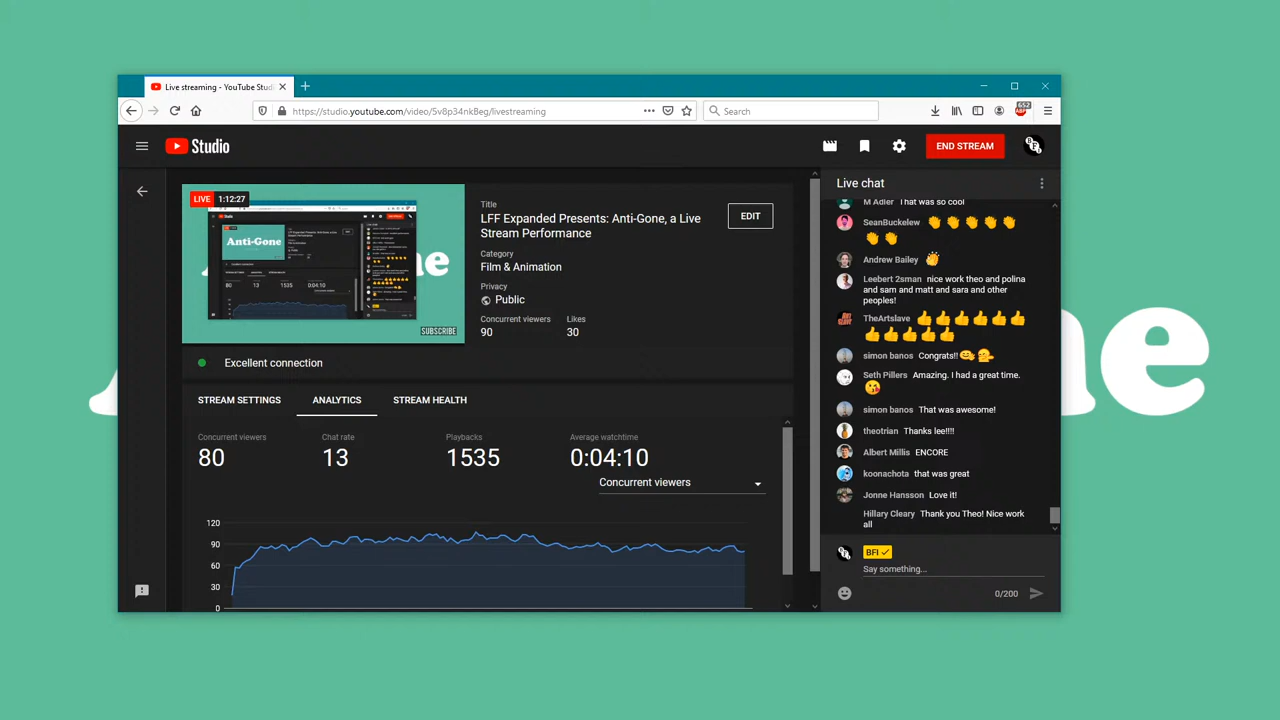 Live streaming - YouTube Stud
https://studio.youtube.com/video/5v8p34nkBeg/livestreaming
Search
652
ABP
Studio
END STREAM
LIVE 1:12:27
Anti-Gone
SUBSCRIBE
Title
LFF Expanded Presents: Anti-Gone, a Live
Stream Performance
EDIT
Category
Film & Animation
Privacy
Public
Concurrent viewers
90
Likes
30
Excellent connection
STREAM SETTINGS
ANALYTICS
STREAM HEALTH
Concurrent viewers
80
Chat rate
13
Playbacks
1535
Average watchtime
0:04:10
Concurrent viewers
120
90
60
30
0
Live chat
M Adler That was so cool
SeanBuckelew 👏👏👏👏👏
👏👏
Andrew Bailey 👏
Leebert 2sman nice work theo and polina
and sam and matt and sara and other
peoples!
TheArtslave 👍👍👍👍👍👍
👍👍👍👍👍
simon banos Congrats!! 😊🤗
Seth Pillers Amazing. I had a great time.
😘
simon banos That was awesome!
theotrian Thanks lee!!!!
Albert Millis ENCORE
koonachota that was great
Jonne Hansson Love it!
Hillary Cleary Thank you Theo! Nice work
all
BFI ✓
Say something...
0/200
me